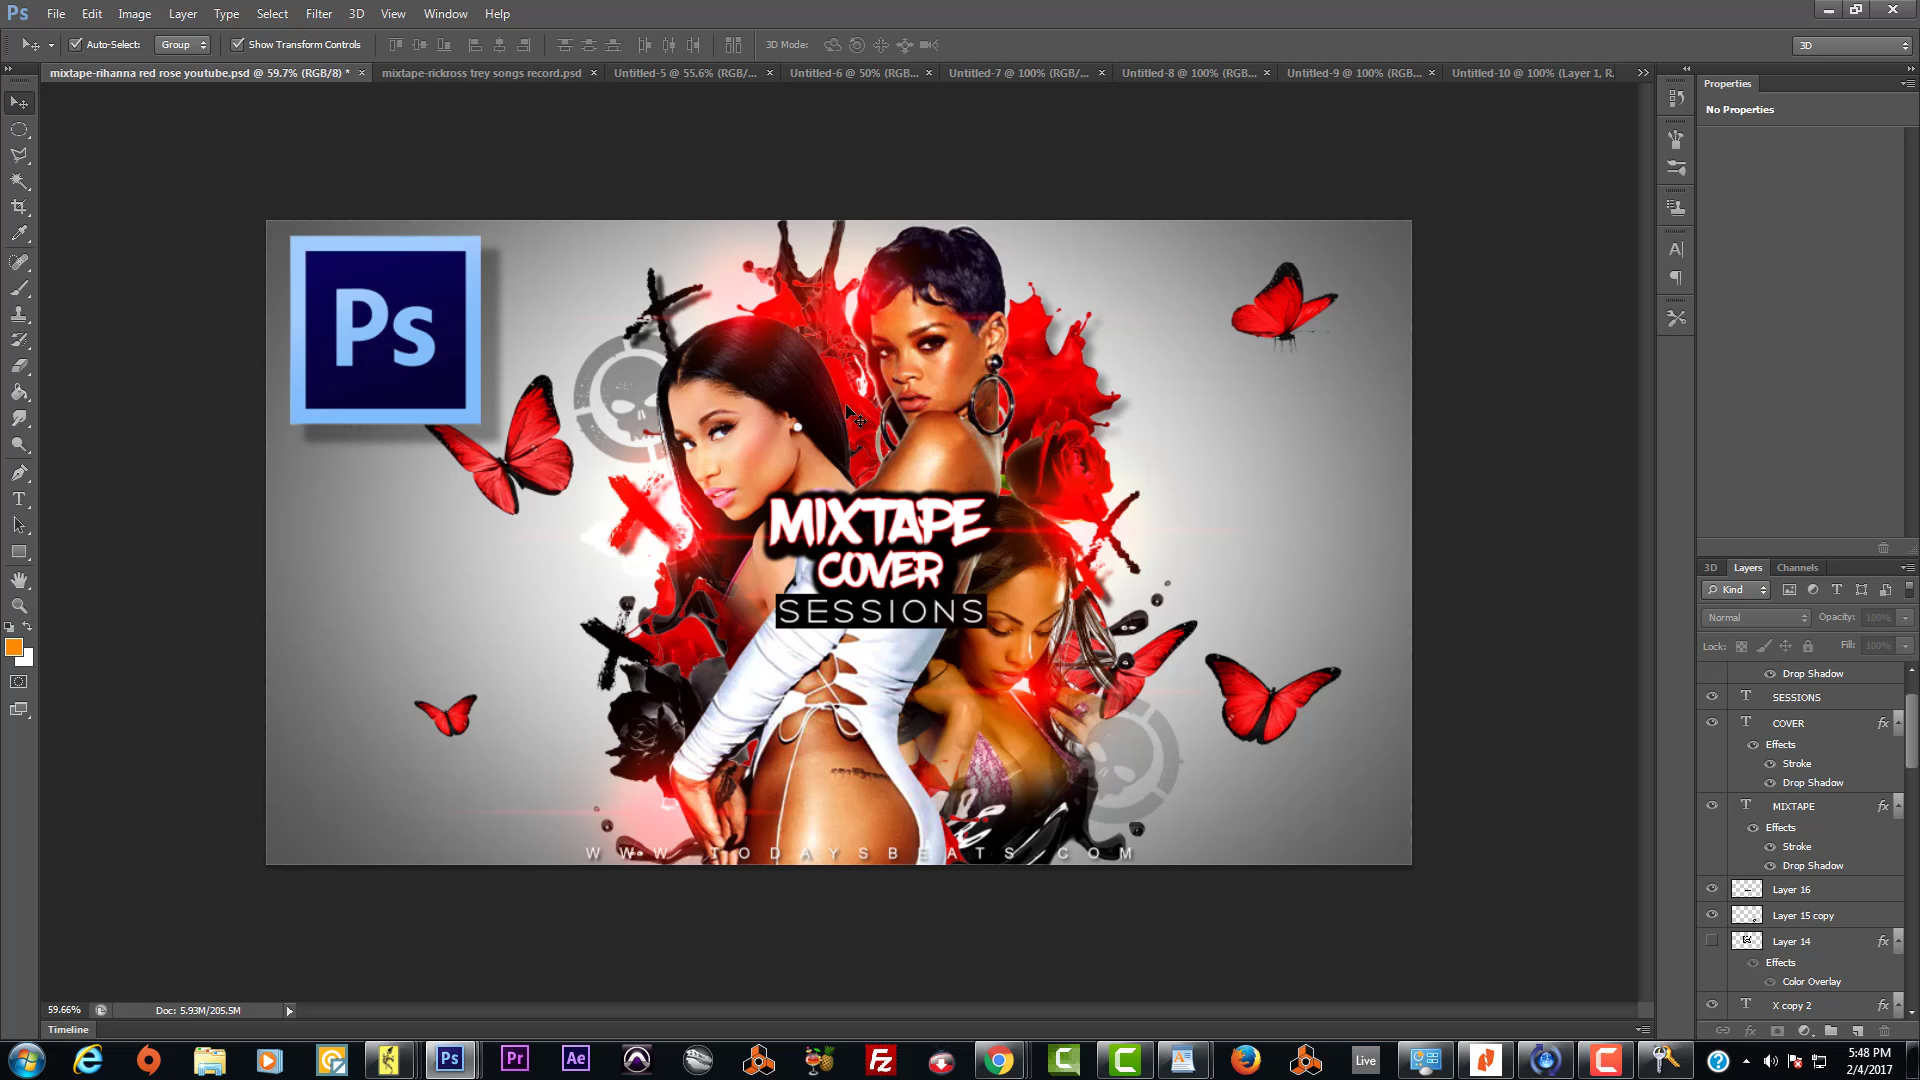 Ps File Edit Image Layer Type Select Filter 3D View Window Help
Auto-Select: Group Show Transform Controls 3D Mode: 3D
mixtape-rihanna red rose youtube.psd @ 59.7% (RGB/8) * mixtape-rickross trey songs record.psd Untitled-5 @ 55.6% (RGB/... Untitled-6 @ 50% (RGB... Untitled-7 @ 100% (RGB/... Untitled-8 @ 100% (RGB... Untitled-9 @ 100% (RGB... Untitled-10 @ 100% (Layer 1, R
Properties
No Properties
Ps
MIXTAPE
COVER
SESSIONS
WWW.TODAYSBEATS.COM
3D Layers Channels
Kind
Normal Opacity: 100%
Lock: Fill: 100%
Drop Shadow
SESSIONS
COVER fx
Effects
Stroke
Drop Shadow
MIXTAPE fx
Effects
Stroke
Drop Shadow
Layer 16
Layer 15 copy
Layer 14 fx
Effects
Color Overlay
X copy 2 fx
59.66% Doc: 5.93M/205.5M
Timeline
Ps Pr Ae Fz C C Live C
5:48 PM
2/4/2017